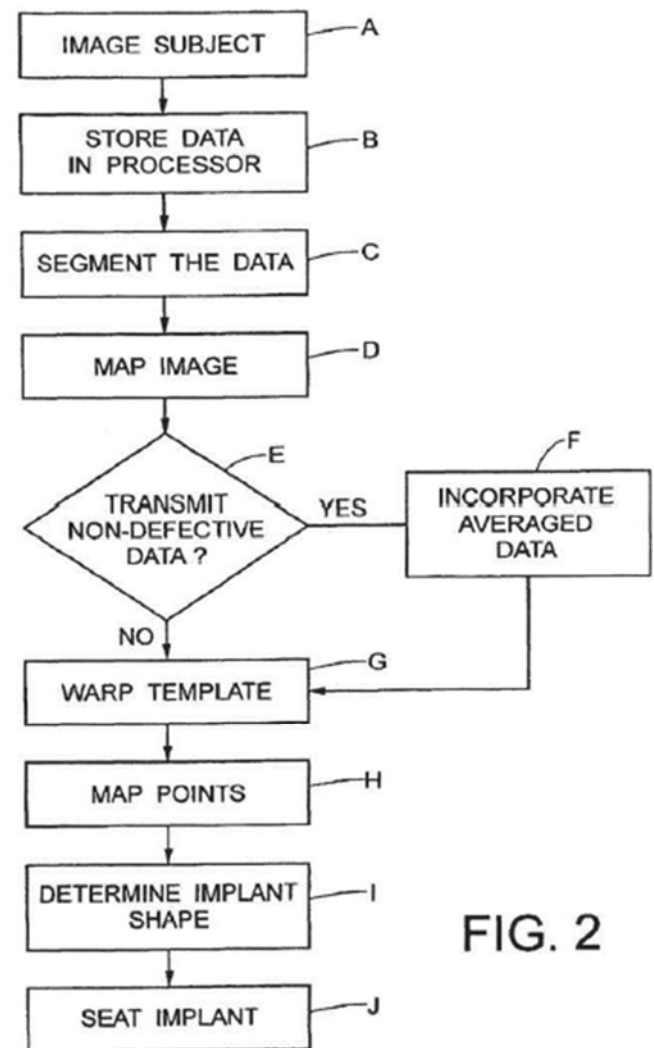 IMAGE SUBJECT
A
STORE DATA
IN PROCESSOR
B
SEGMENT THE DATA
C
MAP IMAGE
D
E
TRANSMIT
NON-DEFECTIVE
DATA ?
YES
F
INCORPORATE
AVERAGED
DATA
NO
G
WARP TEMPLATE
MAP POINTS
H
DETERMINE IMPLANT
SHAPE
I
SEAT IMPLANT
J
FIG. 2